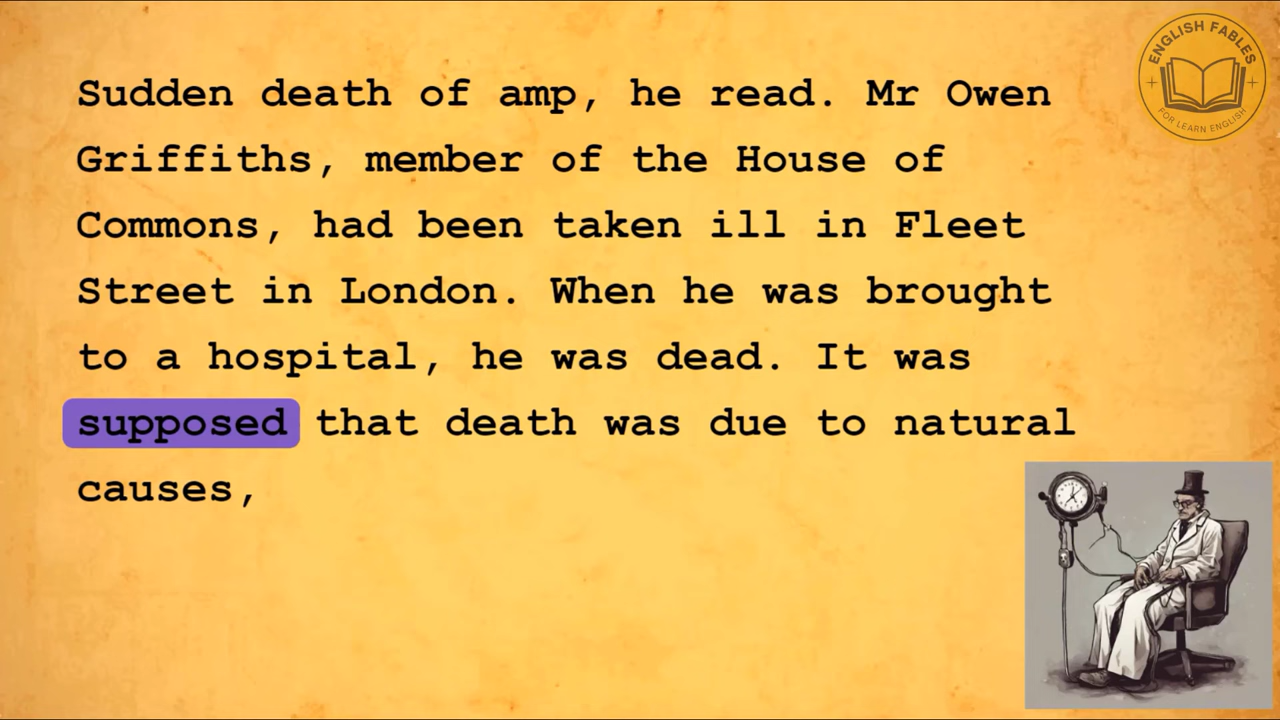 Sudden death of amp, he read. Mr Owen
Griffiths, member of the House of
Commons, had been taken ill in Fleet
Street in London. When he was brought
to a hospital, he was dead. It was
supposed that death was due to natural
causes,
ENGLISH FABLES
FOR LEARN ENGLISH